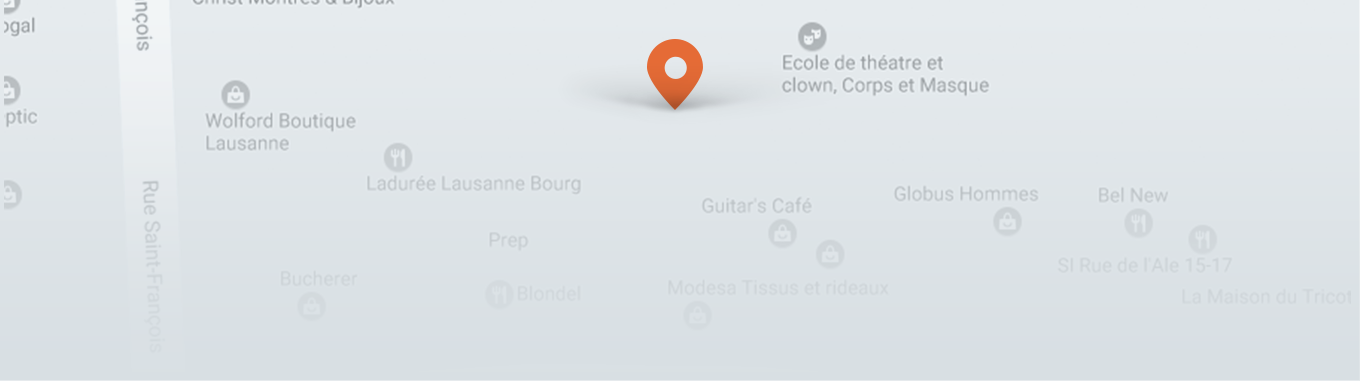 Christ Montres & Bijoux
nçois
ogal
Ecole de théatre et
clown, Corps et Masque
ptic
Wolford Boutique
Lausanne
Ladurée Lausanne Bourg
Rue Saint-François
Guitar's Café
Globus Hommes
Bel New
Prep
SI Rue de l'Ale 15-17
Bucherer
Blondel
Modesa Tissus et rideaux
La Maison du Tricot